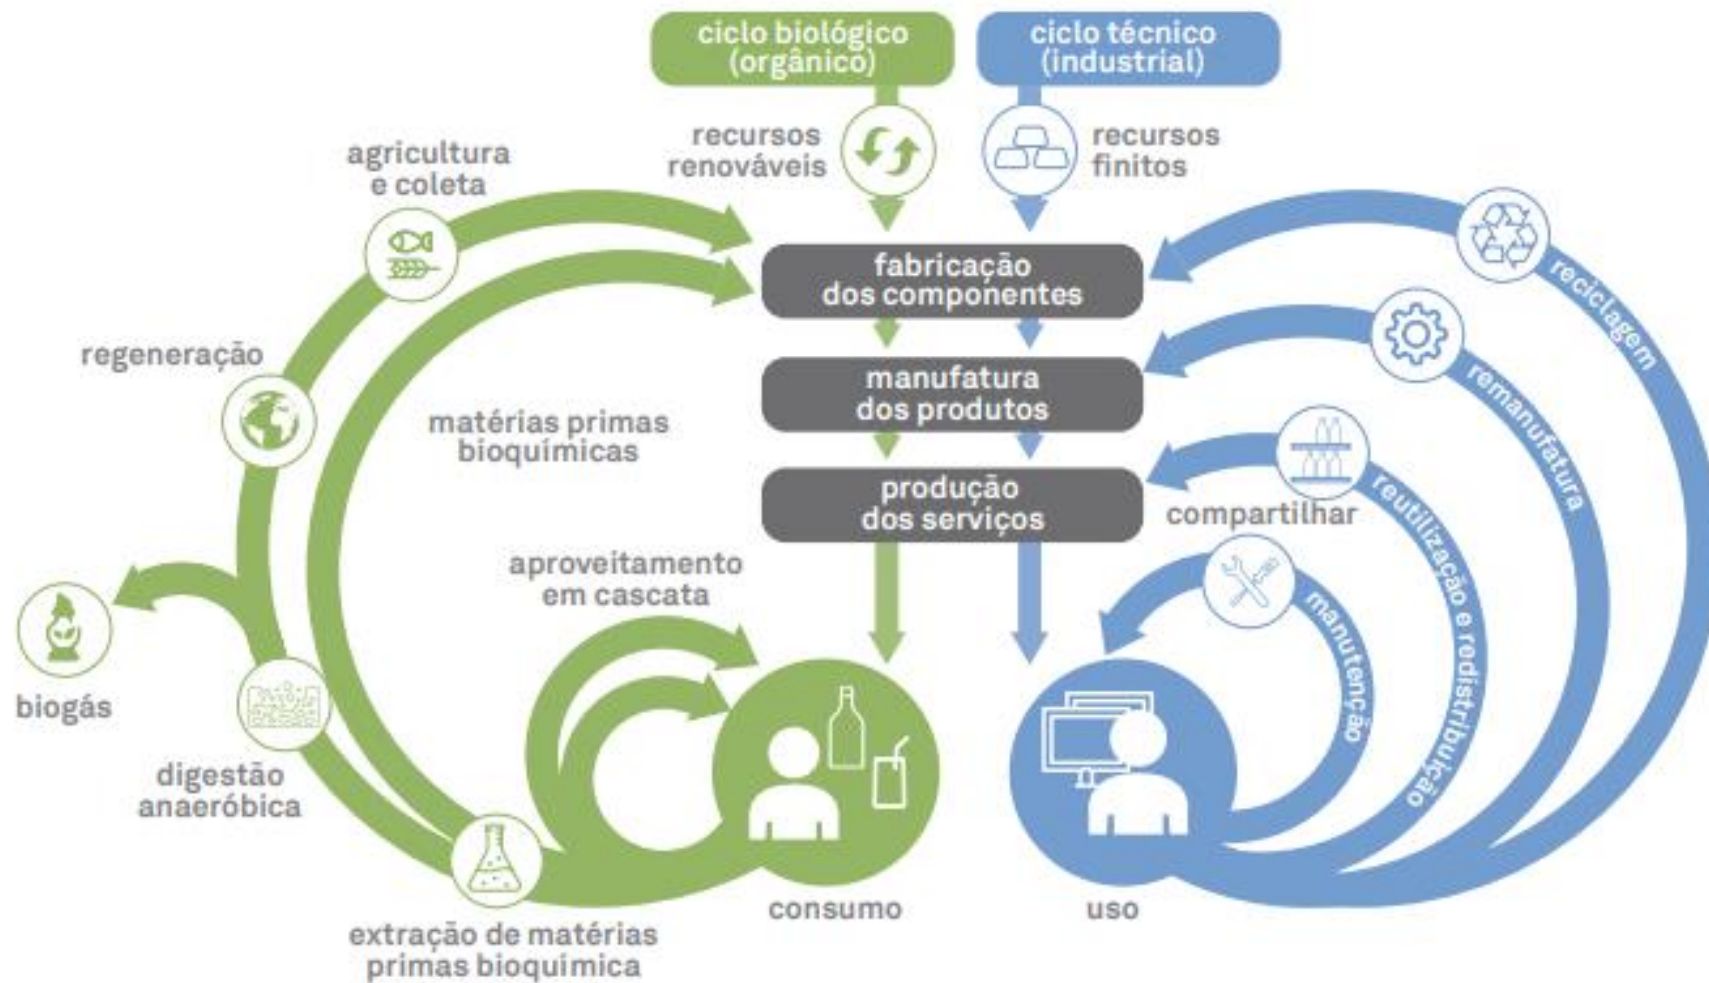 ciclo biológico
(orgânico)
ciclo técnico
(industrial)
recursos
renováveis
recursos
finitos
agricultura
e coleta
fabricação
dos componentes
reciclagem
regeneração
manufatura
dos produtos
remanufatura
matérias primas
bioquímicas
produção
dos serviços
compartilhar
reutilização e redistribuição
aproveitamento
em cascata
manutenção
biogás
digestão
anaeróbica
consumo
uso
extração de matérias
primas bioquímica